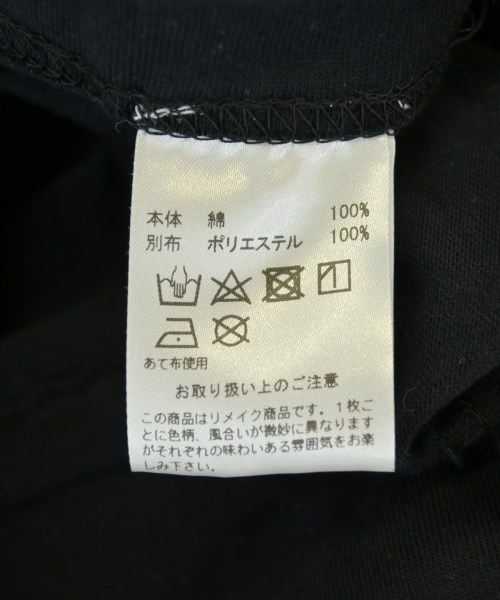 本体 綿 100%
別布 ポリエステル 100%
あて布使用
お取り扱い上のご注意
この商品はリメイク商品です。1枚ご
とに色柄、風合いが微妙に異なります
がそれぞれの味わいある雰囲気をお楽
しみ下さい。